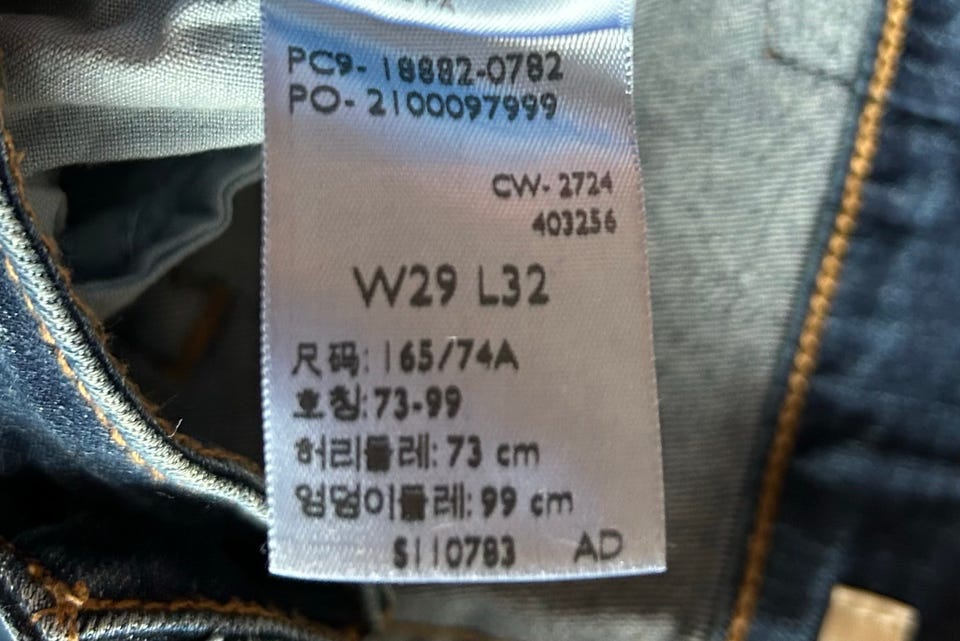 PC9-18882-0782
PO-2100097999
CW-2724
403256
W29 L32
尺码:165/74A
호칭:73-99
허리둘레:73 cm
엉덩이둘레:99 cm
S110783 AD